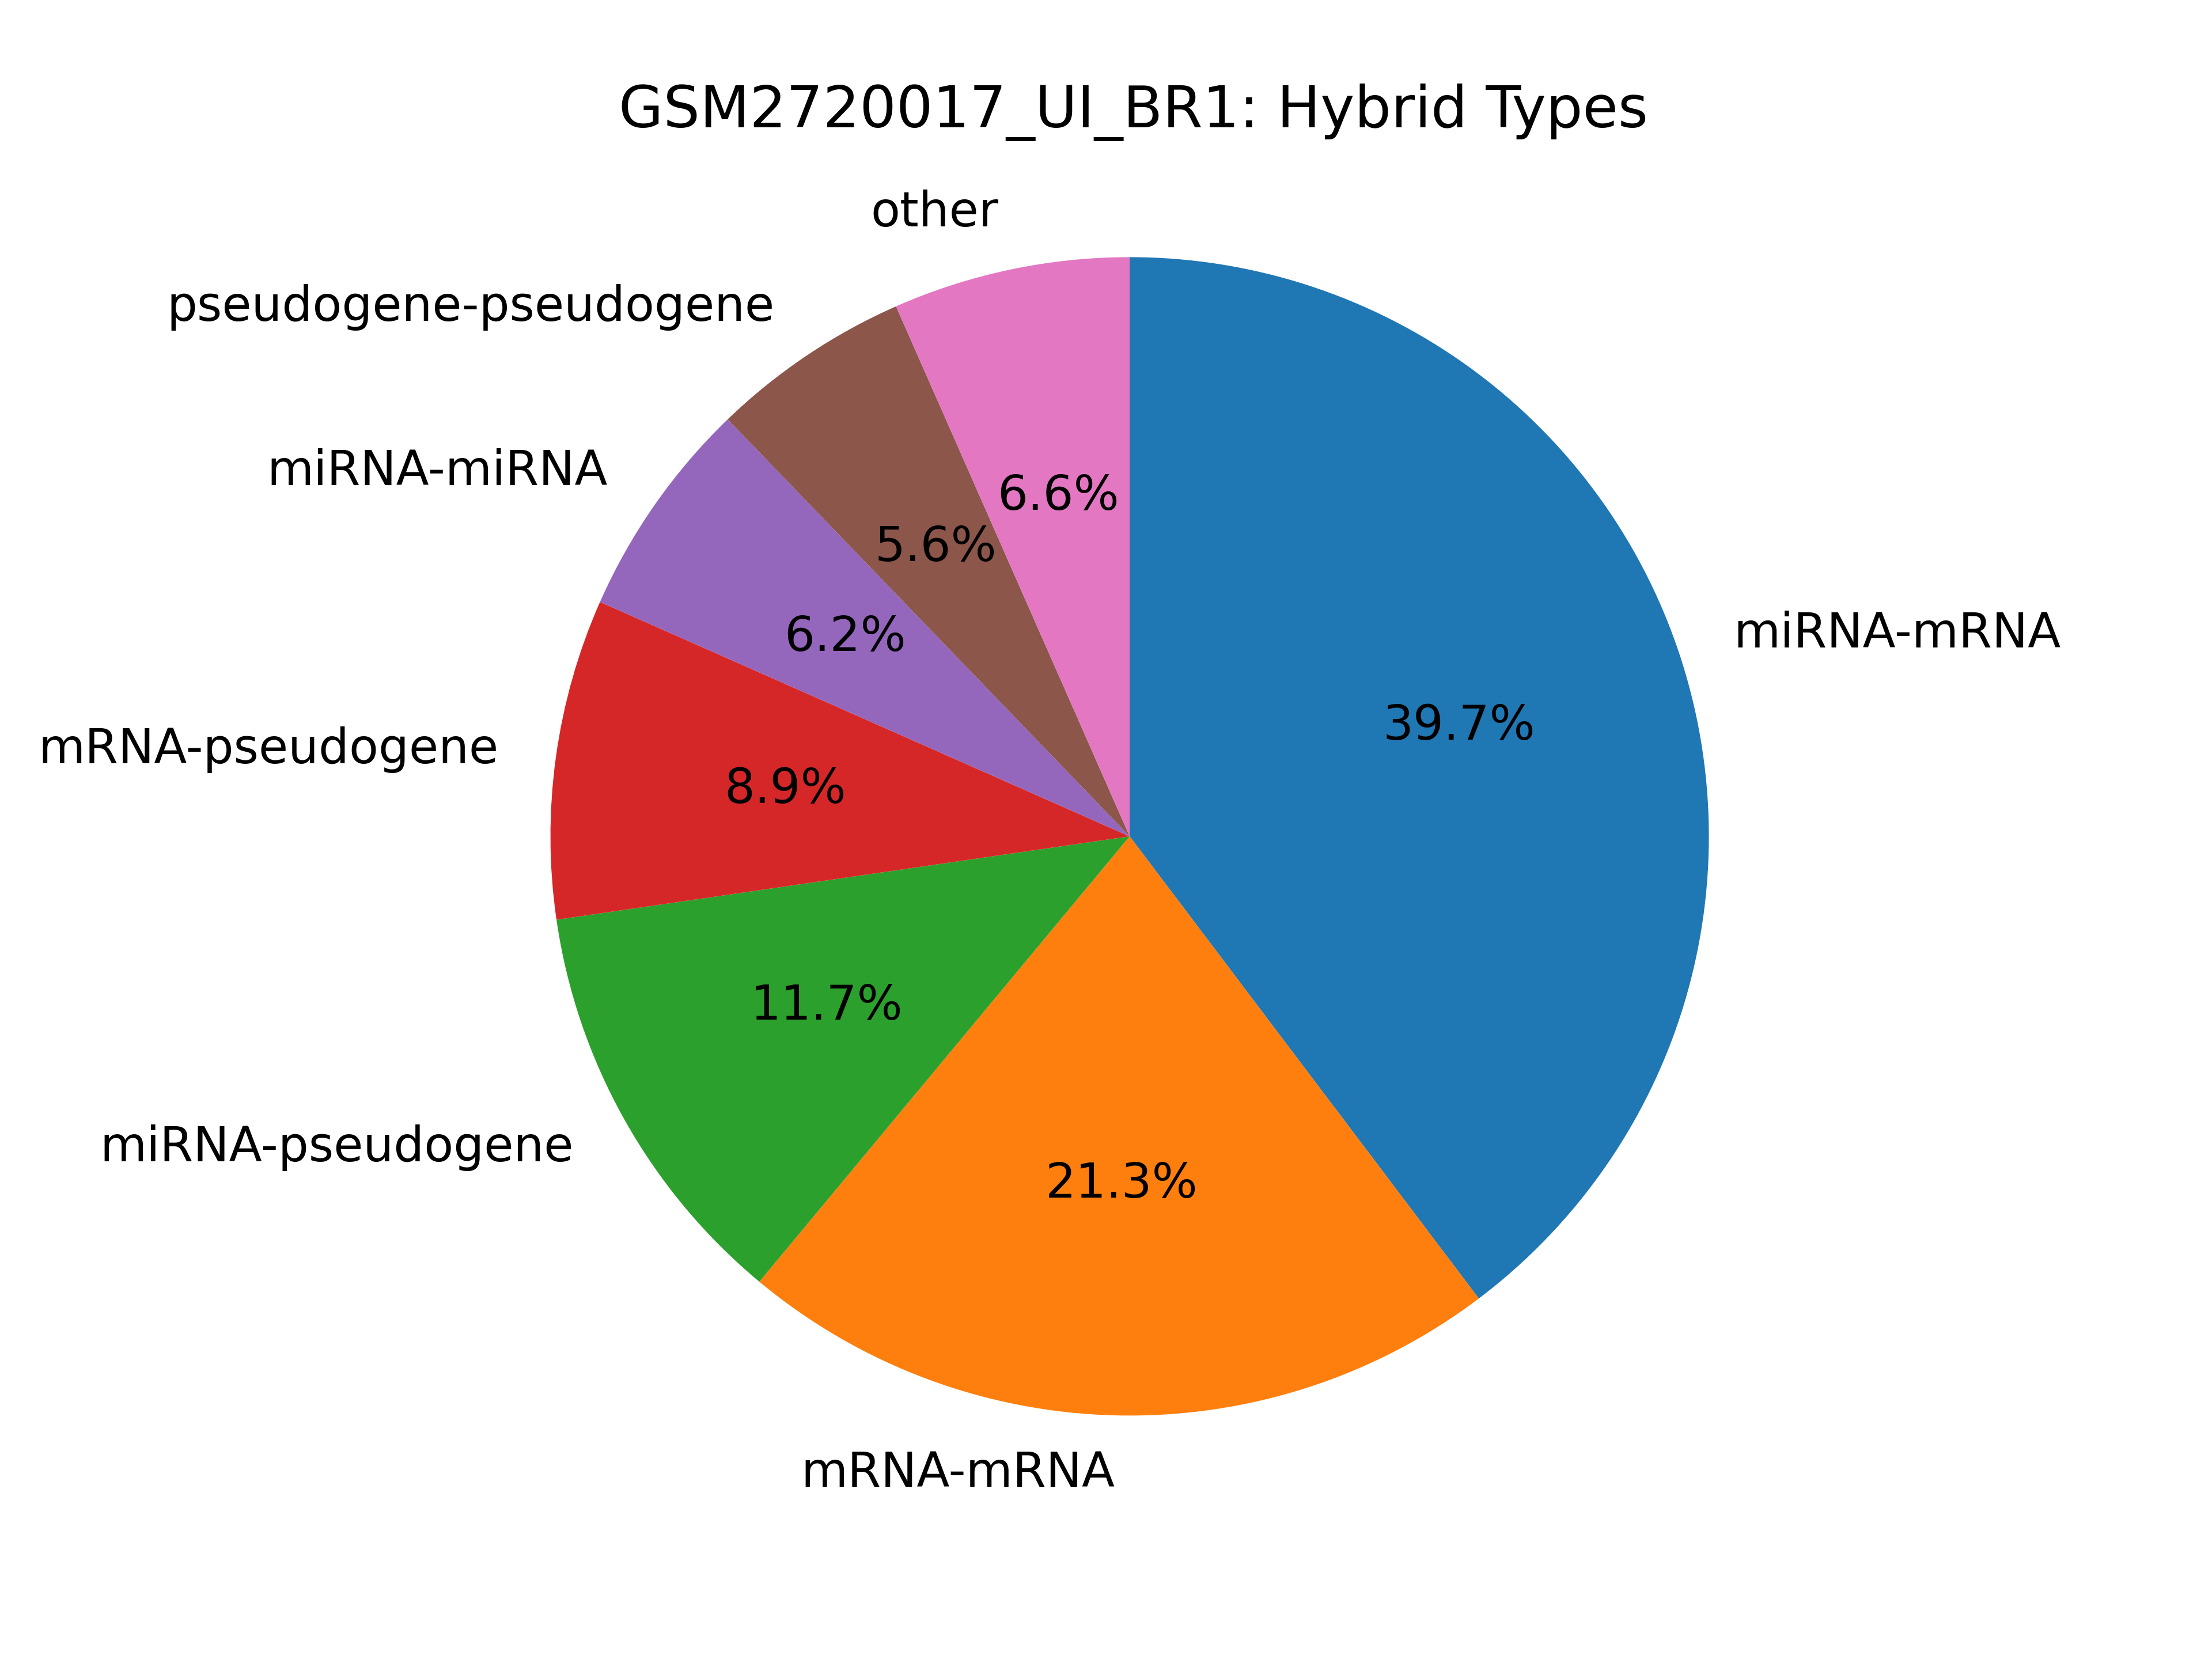 GSM2720017_UI_BR1: Hybrid Types
other
pseudogene-pseudogene
miRNA-miRNA
6.6%
5.6%
miRNA-mRNA
6.2%
39.7%
mRNA-pseudogene
8.9%
11.7%
miRNA-pseudogene
21.3%
mRNA-mRNA